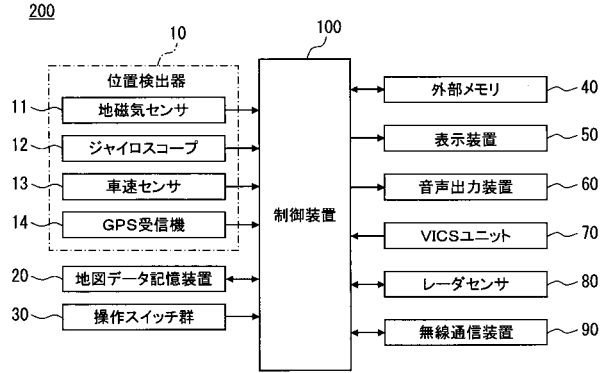 200
10
100
位置検出器
11
地磁気センサ
12
ジャイロスコープ
13
車速センサ
14
GPS受信機
20
地図データ記憶装置
30
操作スイッチ群
制御装置
外部メモリ
40
表示装置
50
音声出力装置
60
VICSユニット
70
レーダセンサ
80
無線通信装置
90